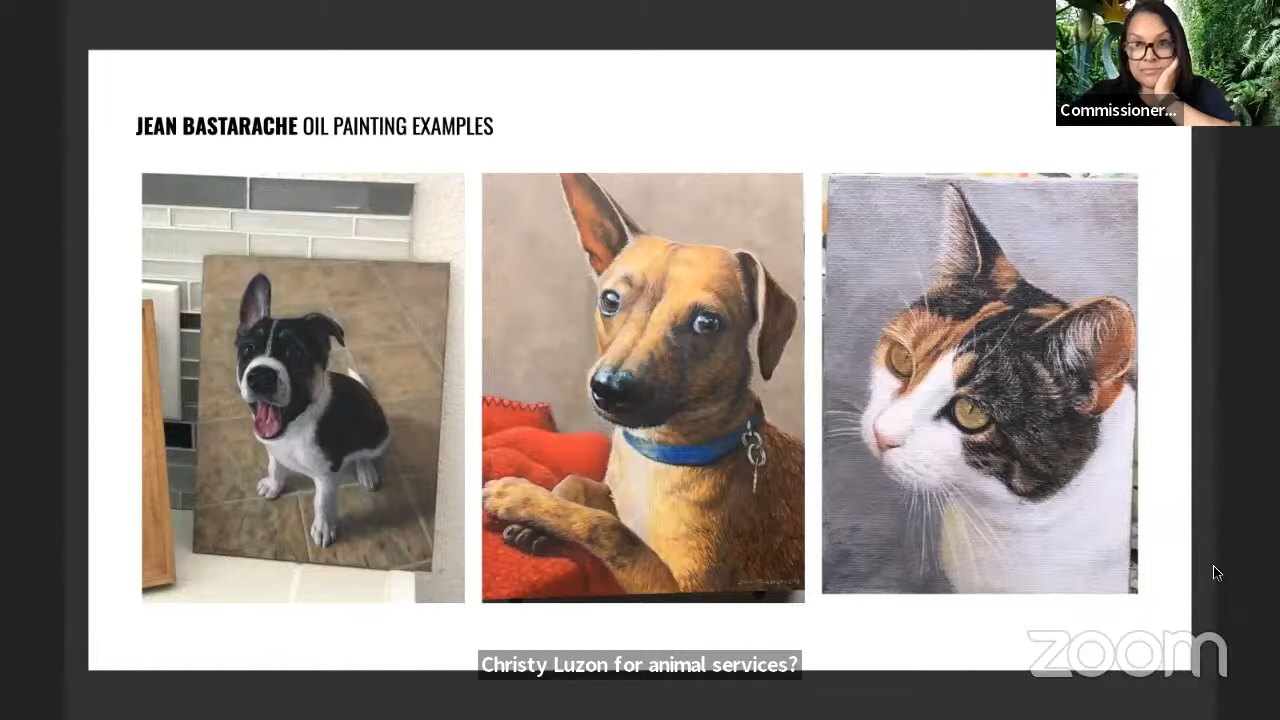 JEAN BASTARACHE OIL PAINTING EXAMPLES
Commissioner...
Christy Luzon for animal services?
zoom